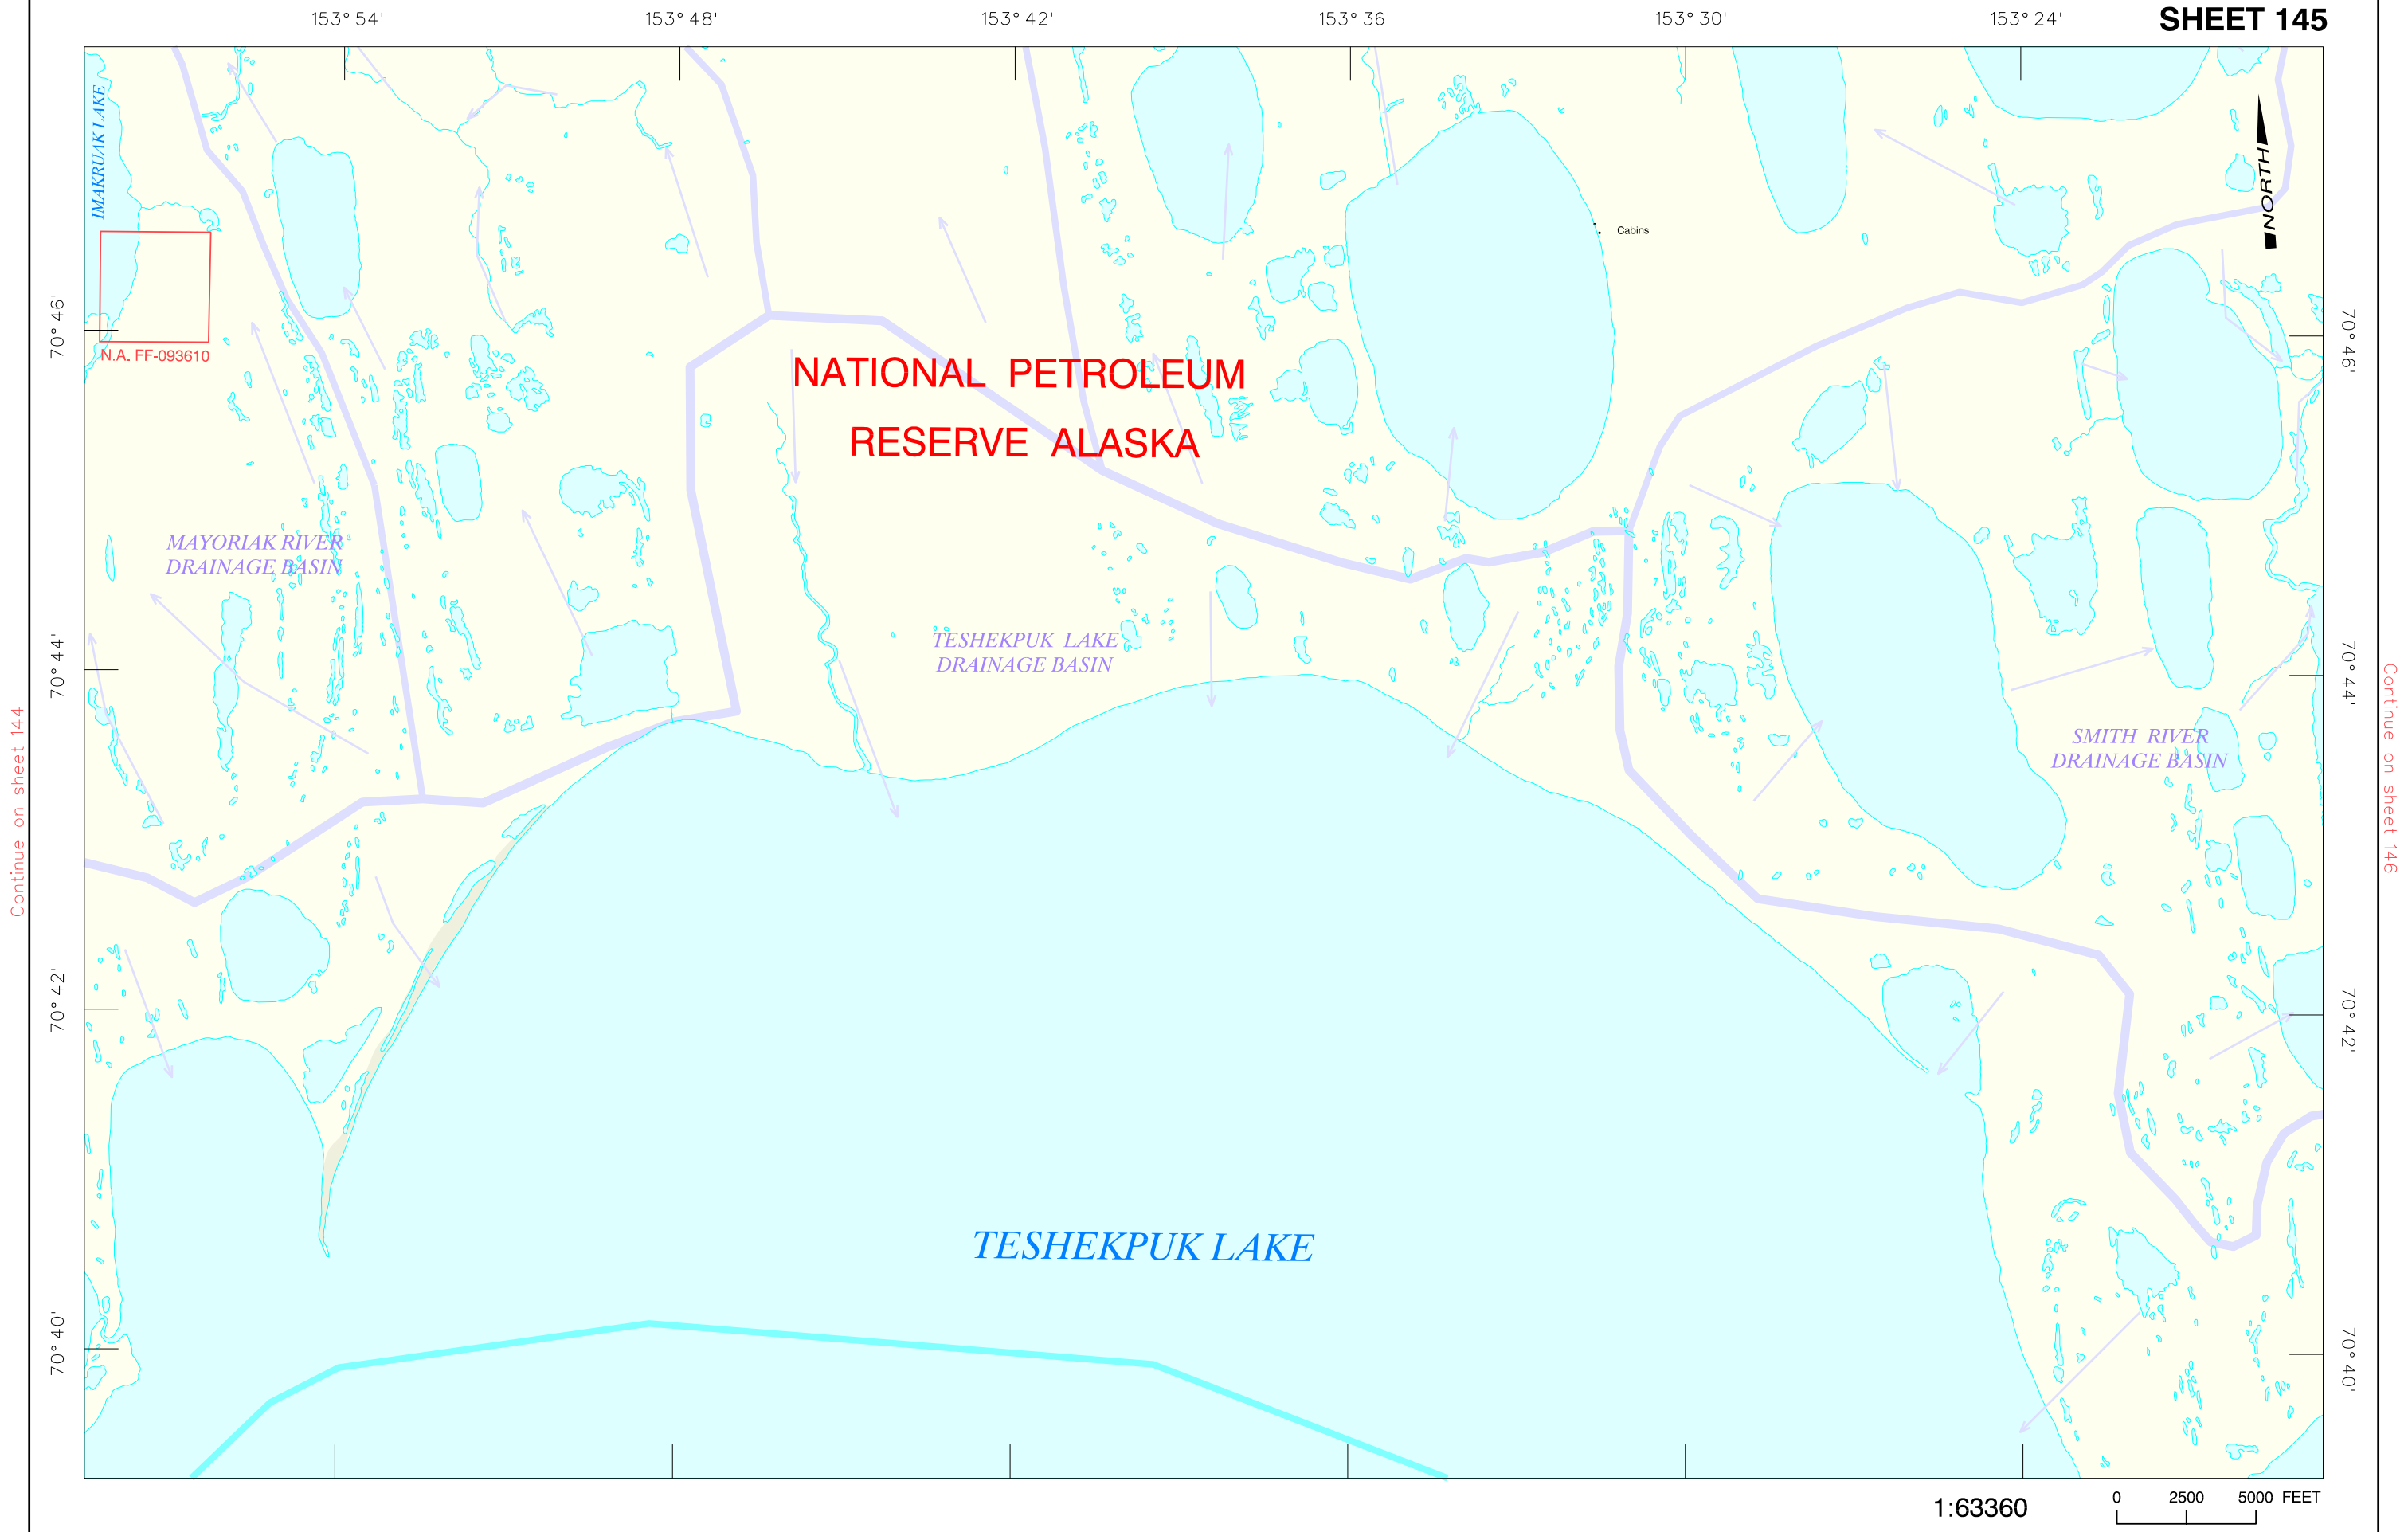 153° 54'
153° 48'
153° 42'
153° 36'
153° 30'
153° 24'
SHEET 145
IMAKRUAK LAKE
NORTH
Cabins
70° 46'
70° 46'
N.A. FF-093610
NATIONAL PETROLEUM
RESERVE ALASKA
MAYORIAK RIVER
DRAINAGE BASIN
TESHEKPUK LAKE
DRAINAGE BASIN
70° 44'
70° 44'
SMITH RIVER
DRAINAGE BASIN
Continue on sheet 144
Continue on sheet 146
70° 42'
70° 42'
TESHEKPUK LAKE
70° 40'
70° 40'
1:63360
0 2500 5000 FEET